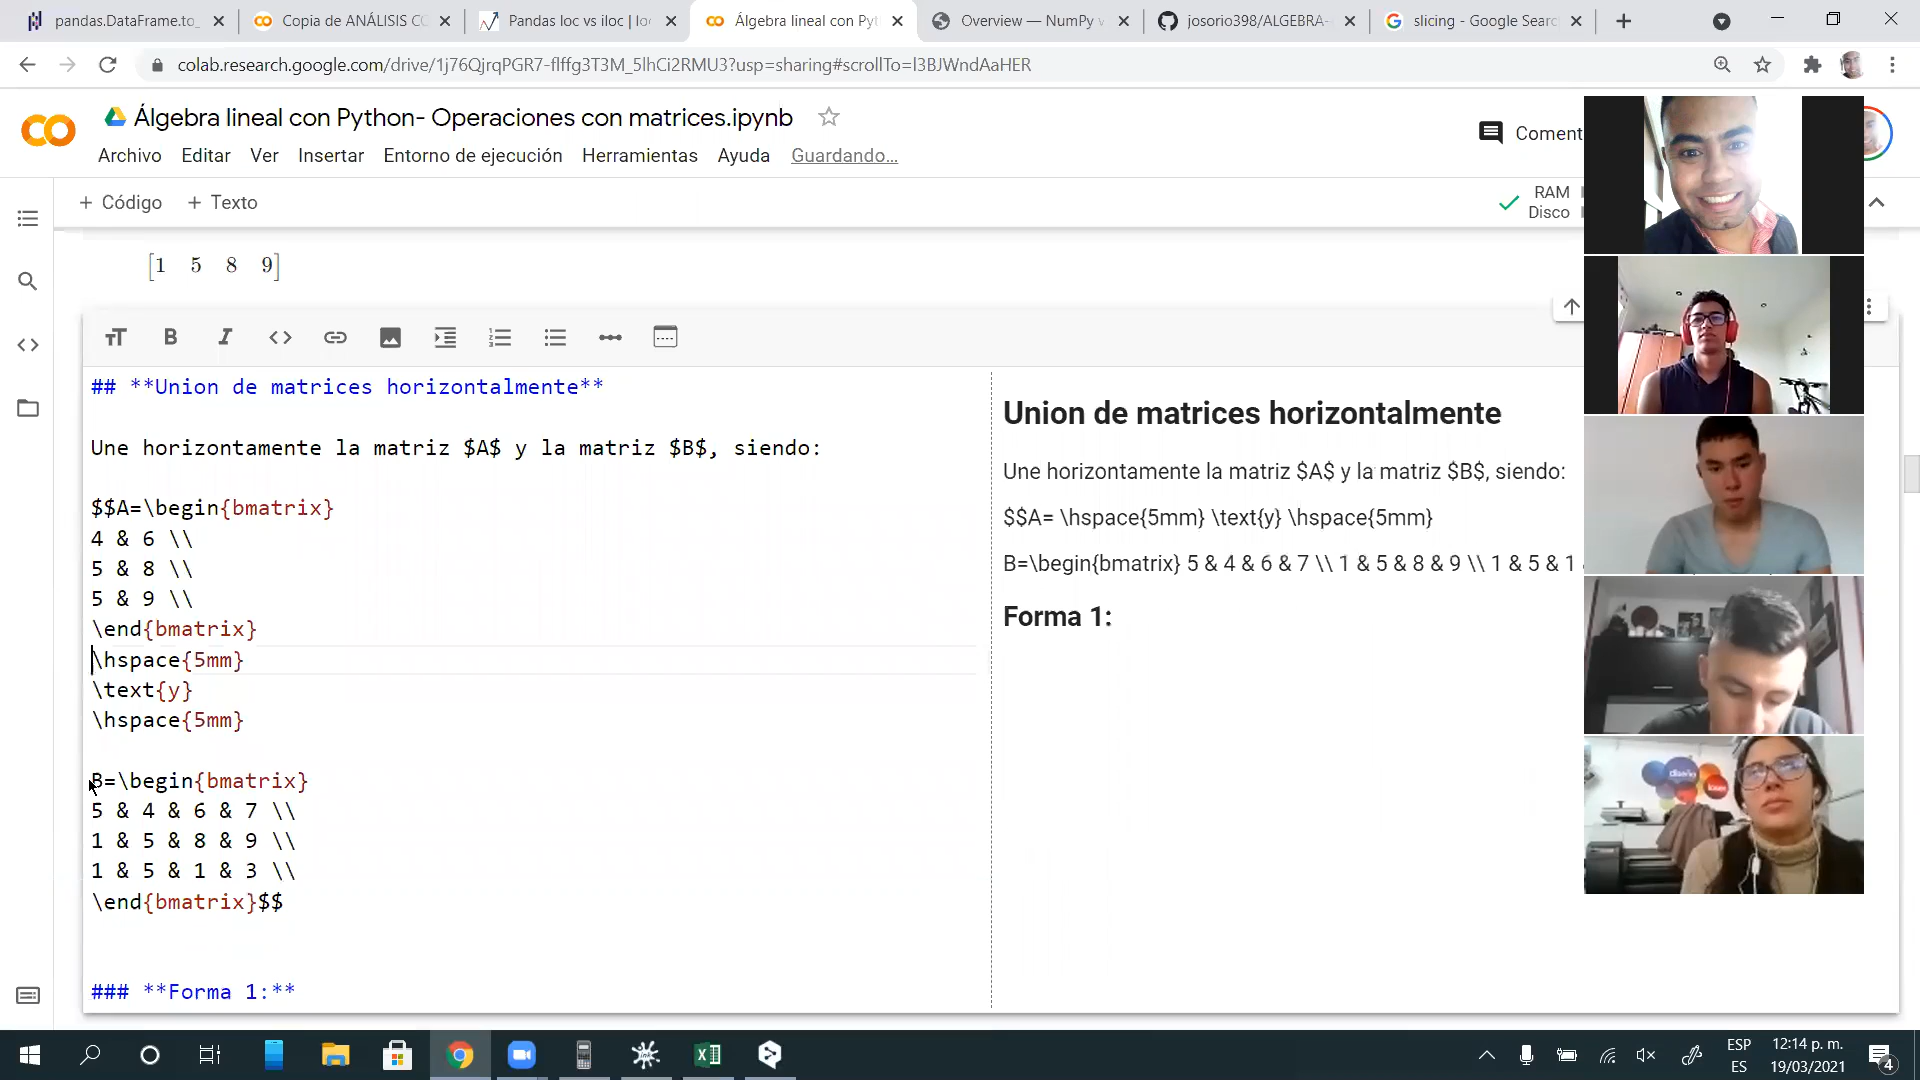 pandas.DataFrame.to_
Copia de ANÁLISIS CO
Pandas loc vs iloc | loc
Álgebra lineal con Pyt
Overview — NumPy v
josorio398/ALGEBRA-
slicing - Google Searc
colab.research.google.com/drive/1j76QjrqPGR7-flffg3T3M_5lhCi2RMU3?usp=sharing#scrollTo=l3BJWndAaHER
Álgebra lineal con Python- Operaciones con matrices.ipynb
Coment
Archivo Editar Ver Insertar Entorno de ejecución Herramientas Ayuda Guardando...
+ Código + Texto
RAM
Disco
[1 5 8 9]
## **Union de matrices horizontalmente**
Une horizontamente la matriz $A$ y la matriz $B$, siendo:
$$A=\begin{bmatrix}
4 & 6 \\
5 & 8 \\
5 & 9 \\
\end{bmatrix}
\hspace{5mm}
\text{y}
\hspace{5mm}
B=\begin{bmatrix}
5 & 4 & 6 & 7 \\
1 & 5 & 8 & 9 \\
1 & 5 & 1 & 3 \\
\end{bmatrix}$$
### **Forma 1:**
Union de matrices horizontalmente
Une horizontamente la matriz $A$ y la matriz $B$, siendo:
$$A= \hspace{5mm} \text{y} \hspace{5mm}
B=\begin{bmatrix} 5 & 4 & 6 & 7 \\ 1 & 5 & 8 & 9 \\ 1 & 5 & 1
Forma 1:
diseño
ESP
ES
12:14 p. m.
19/03/2021
4